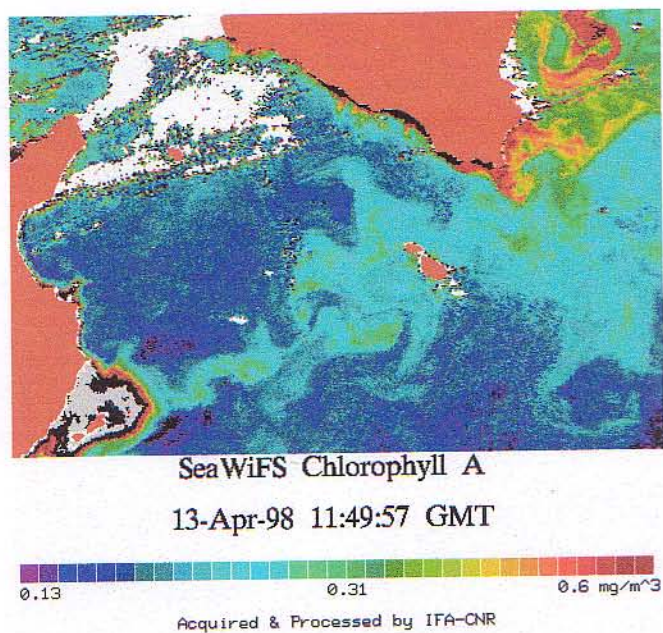 SeaWiFS Chlorophyll A
13-Apr-98 11:49:57 GMT
0.13 0.31 0.6 mg/m^3
Acquired & Processed by IFA-CNR